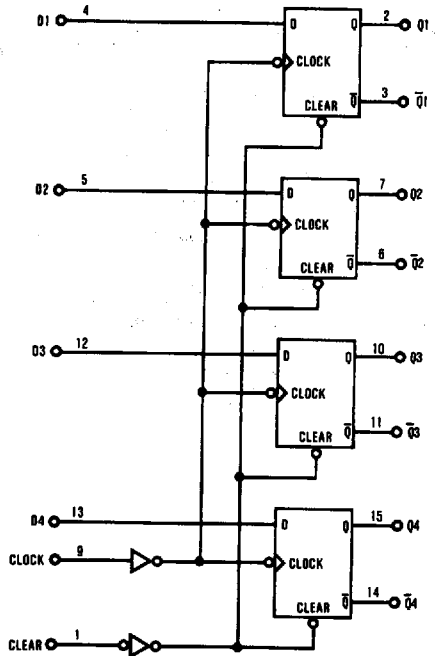 D1 4 D Q 2 Q1
CLOCK
CLEAR Q̅ 3 Q̅1
D2 5 D Q 7 Q2
CLOCK
CLEAR Q̅ 6 Q̅2
D3 12 D Q 10 Q3
CLOCK
CLEAR Q̅ 11 Q̅3
D4 13 D Q 15 Q4
CLOCK 9 CLOCK
CLEAR Q̅ 14 Q̅4
CLEAR 1